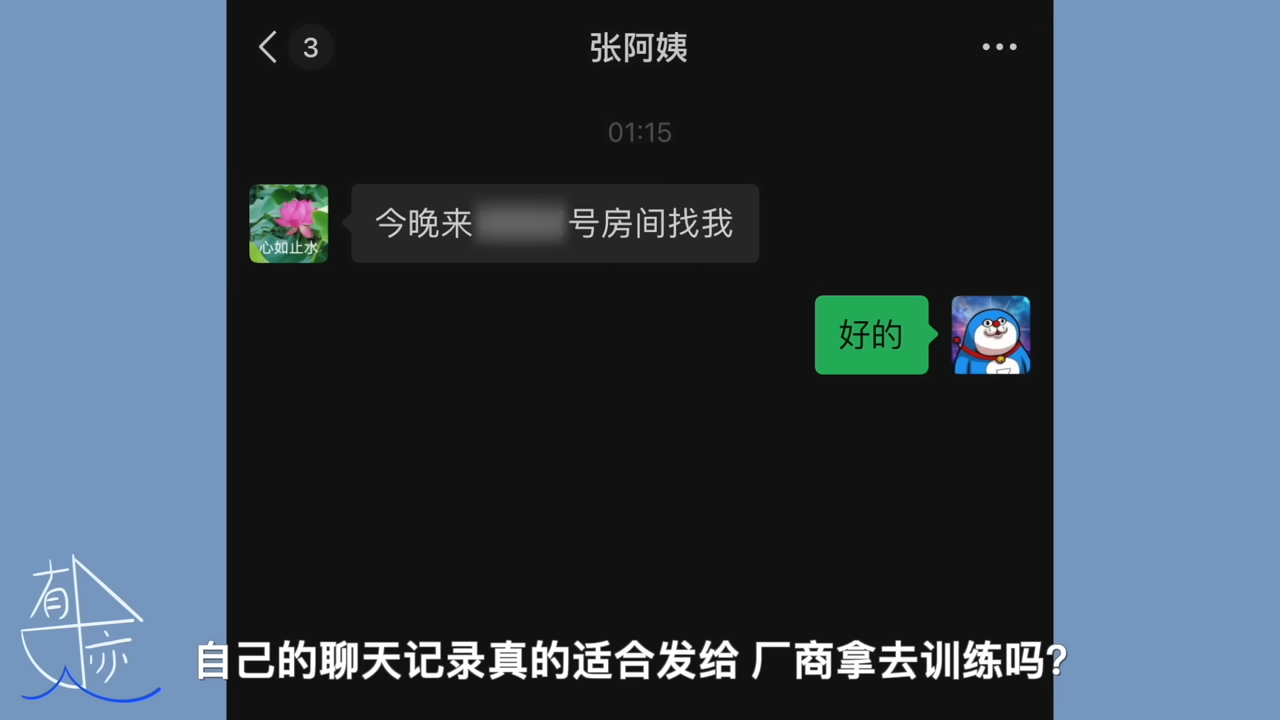 3
张阿姨
01:15
心如止水
今晚来 号房间找我
好的
有亦
自己的聊天记录真的适合发给 厂商拿去训练吗?